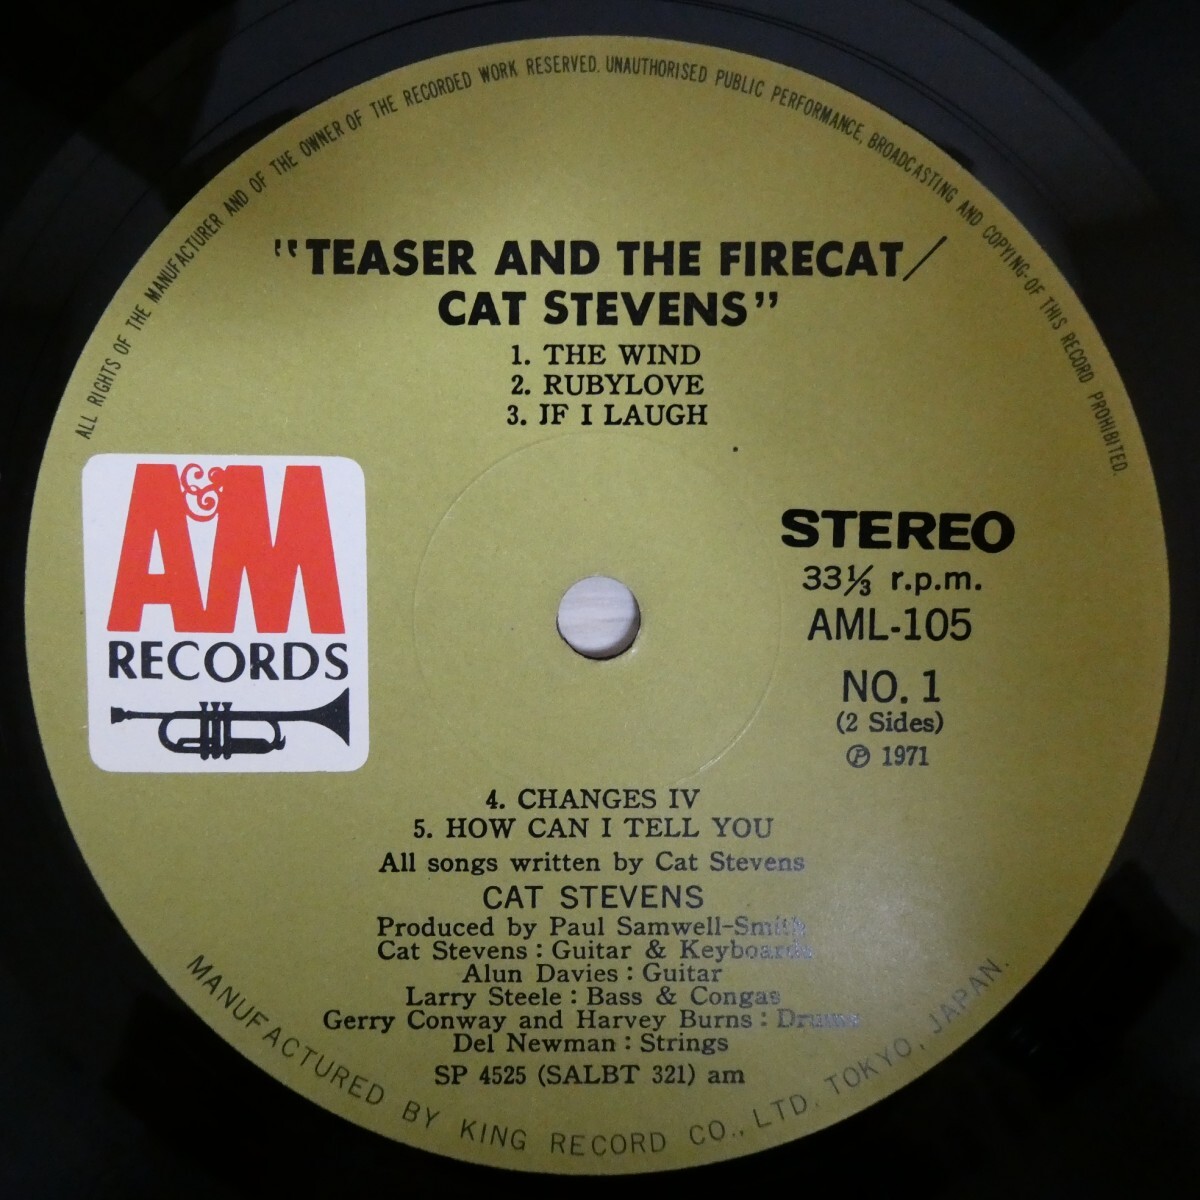 ALL RIGHTS OF THE MANUFACTURER AND OF THE OWNER OF THE RECORDED WORK RESERVED. UNAUTHORISED PUBLIC PERFORMANCE, BROADCASTING AND COPYING OF THIS RECORD PROHIBITED.
"TEASER AND THE FIRECAT/
CAT STEVENS"
1. THE WIND
2. RUBYLOVE
3. IF I LAUGH
A&M
RECORDS
STEREO
33⅓ r.p.m.
AML-105
NO. 1
(2 Sides)
Ⓟ 1971
4. CHANGES IV
5. HOW CAN I TELL YOU
All songs written by Cat Stevens
CAT STEVENS
Produced by Paul Samwell-Smith
Cat Stevens : Guitar & Keyboards
Alun Davies : Guitar
Larry Steele : Bass & Congas
Gerry Conway and Harvey Burns : Drums
Del Newman : Strings
SP 4525 (SALBT 321) am
MANUFACTURED BY KING RECORD CO., LTD. TOKYO, JAPAN.